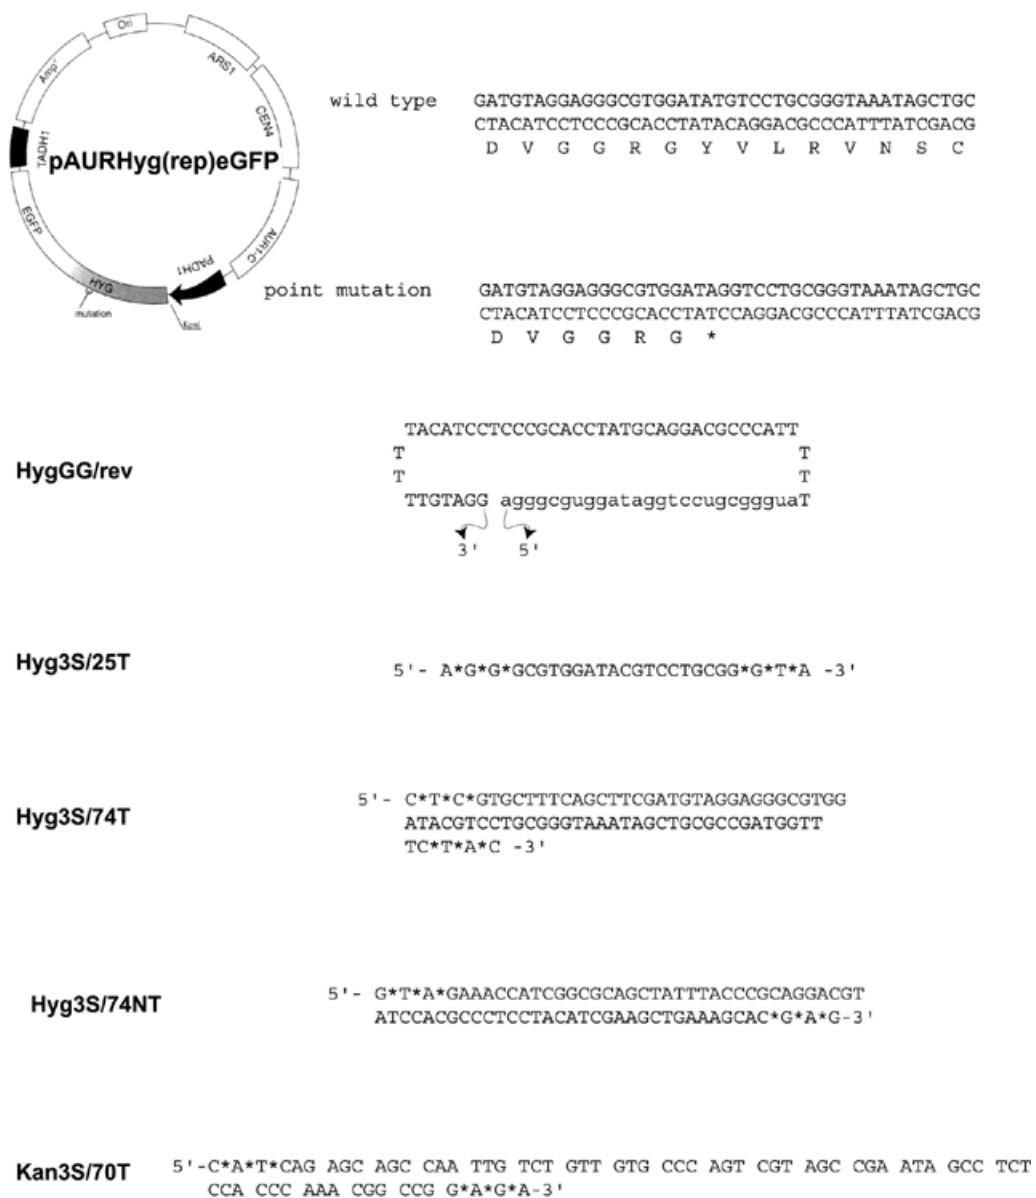 Ori
Amp^r
ARS1
CEN4
TADH1
pAURHyg(rep)eGFP
EGFP
AUR1-C
PADH1
HYG
mutation
KpnI
wild type GATGTAGGAGGGCGTGGATATGTCCTGCGGGTAAATAGCTGC
CTACATCCTCCCGCACCTATACAGGACGCCCATTTATCGACG
D V G G R G Y V L R V N S C
point mutation GATGTAGGAGGGCGTGGATAGGTCCTGCGGGTAAATAGCTGC
CTACATCCTCCCGCACCTATCCAGGACGCCCATTTATCGACG
D V G G R G *
HygGG/rev
TACATCCTCCCGCACCTATGCAGGACGCCCATT
T T
T T
TTGTAGG agggcguggataggtccugcggguaT
3' 5'
Hyg3S/25T 5'- A*G*G*GCGTGGATACGTCCTGCGG*G*T*A -3'
Hyg3S/74T 5'- C*T*C*GTGCTTTCAGCTTCGATGTAGGAGGGCGTGG
ATACGTCCTGCGGGTAAATAGCTGCGCCGATGGTT
TC*T*A*C -3'
Hyg3S/74NT 5'- G*T*A*GAAACCATCGGCGCAGCTATTTACCCGCAGGACGT
ATCCACGCCCTCCTACATCGAAGCTGAAAGCAC*G*A*G-3'
Kan3S/70T 5'-C*A*T*CAG AGC AGC CAA TTG TCT GTT GTG CCC AGT CGT AGC CGA ATA GCC TCT
CCA CCC AAA CGG CCG G*A*G*A-3'